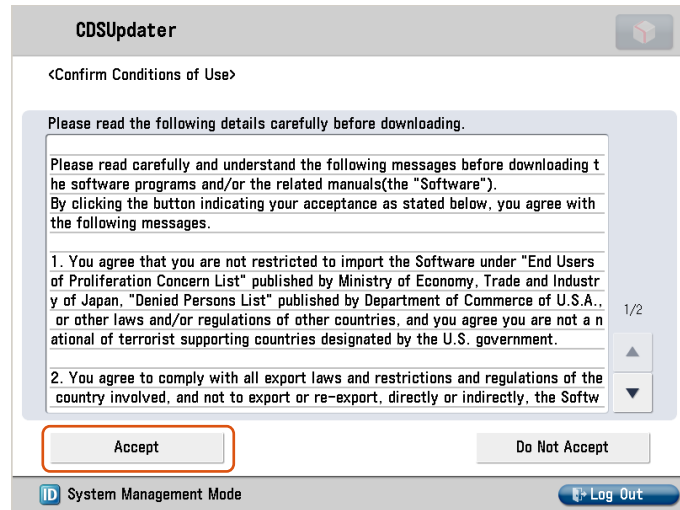 CDSUpdater
<Confirm Conditions of Use>
Please read the following details carefully before downloading.
Please read carefully and understand the following messages before downloading t
he software programs and/or the related manuals(the "Software").
By clicking the button indicating your acceptance as stated below, you agree with
the following messages.
1. You agree that you are not restricted to import the Software under "End Users
of Proliferation Concern List" published by Ministry of Economy, Trade and Industr
y of Japan, "Denied Persons List" published by Department of Commerce of U.S.A.,
or other laws and/or regulations of other countries, and you agree you are not a n
ational of terrorist supporting countries designated by the U.S. government.
1/2
2. You agree to comply with all export laws and restrictions and regulations of the
country involved, and not to export or re-export, directly or indirectly, the Softw
Accept
Do Not Accept
ID System Management Mode
Log Out